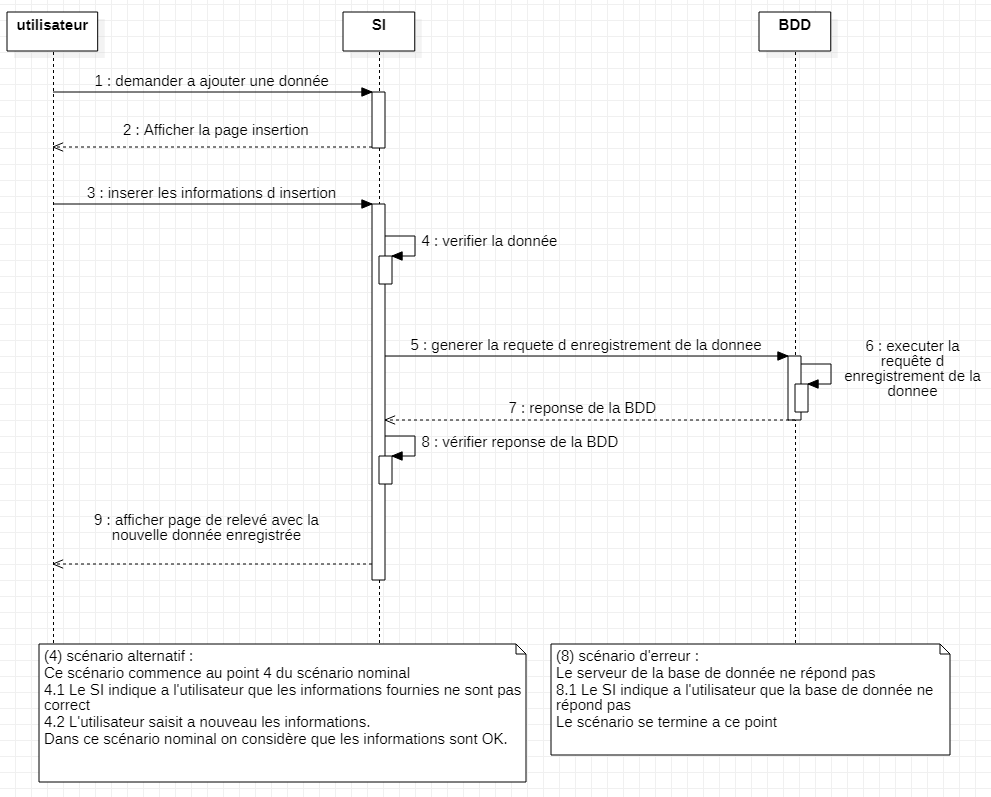 utilisateur
SI
BDD
1 : demander a ajouter une donnée
2 : Afficher la page insertion
3 : inserer les informations d insertion
4 : verifier la donnée
5 : generer la requete d enregistrement de la donnee
6 : executer la
requête d
enregistrement de la
donnee
7 : reponse de la BDD
8 : vérifier reponse de la BDD
9 : afficher page de relevé avec la
nouvelle donnée enregistrée
(4) scénario alternatif :
Ce scénario commence au point 4 du scénario nominal
4.1 Le SI indique a l'utilisateur que les informations fournies ne sont pas
correct
4.2 L'utilisateur saisit a nouveau les informations.
Dans ce scénario nominal on considère que les informations sont OK.
(8) scénario d'erreur :
Le serveur de la base de donnée ne répond pas
8.1 Le SI indique a l'utilisateur que la base de donnée ne
répond pas
Le scénario se termine a ce point